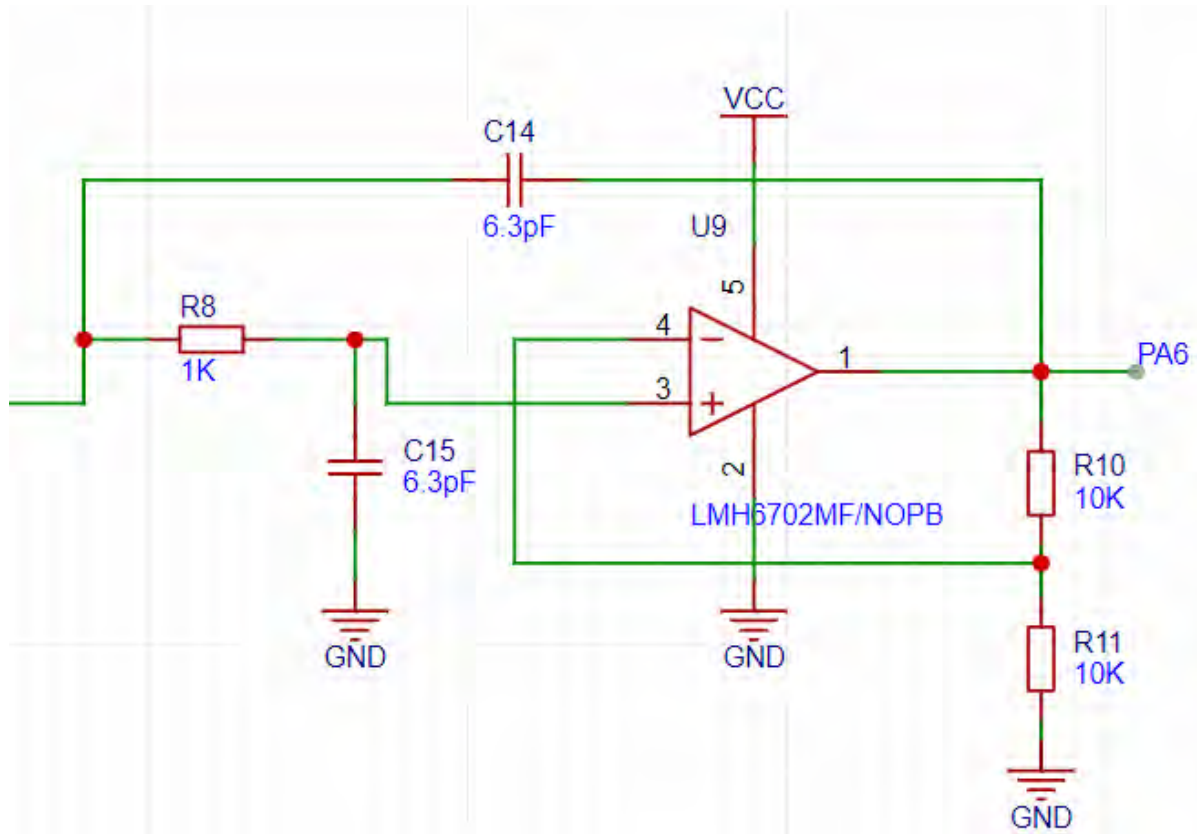 VCC
C14
6.3pF
U9
5
R8
1K
4
3
1
PA6
2
C15
6.3pF
R10
10K
LMH6702MF/NOPB
GND
GND
R11
10K
GND